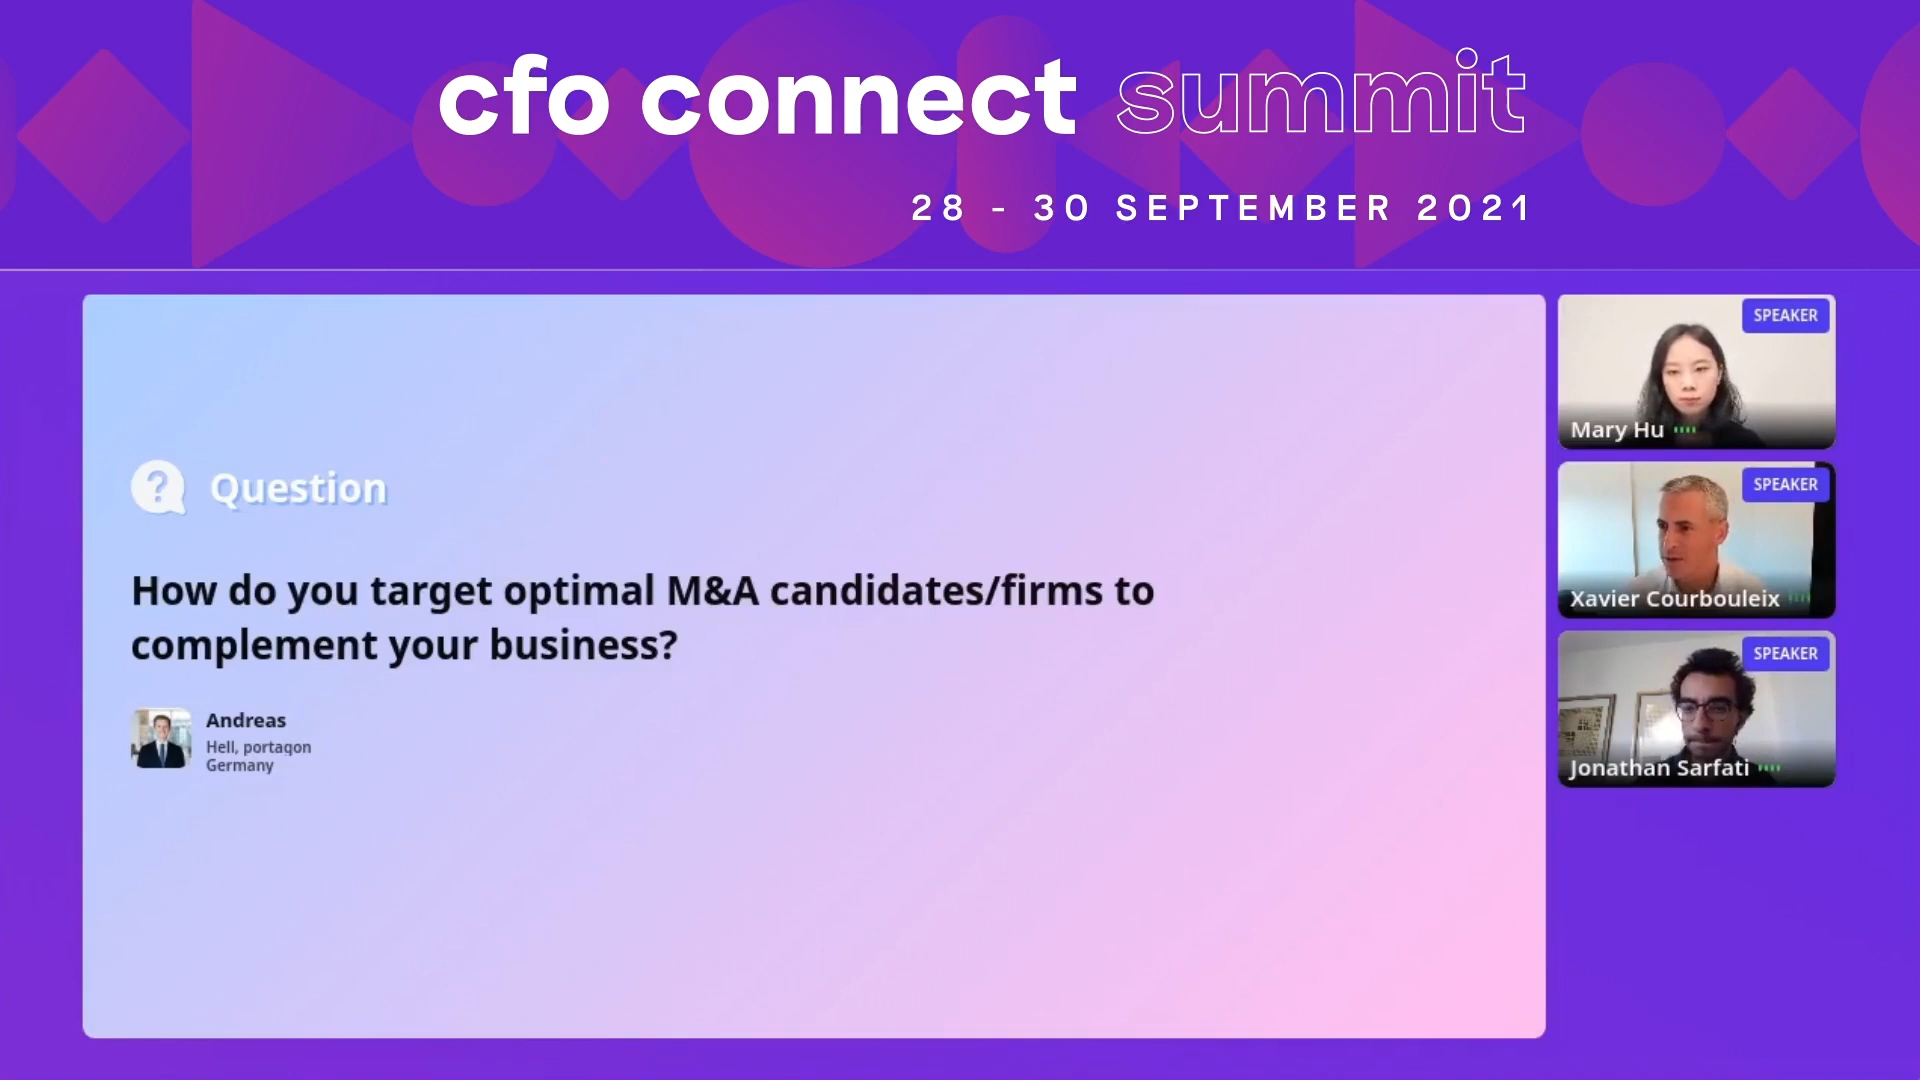 cfo connect summit
28 - 30 SEPTEMBER 2021
SPEAKER
Mary Hu
SPEAKER
Xavier Courbouleix
SPEAKER
Jonathan Sarfati
Question
How do you target optimal M&A candidates/firms to
complement your business?
Andreas
Hell, portaqon
Germany